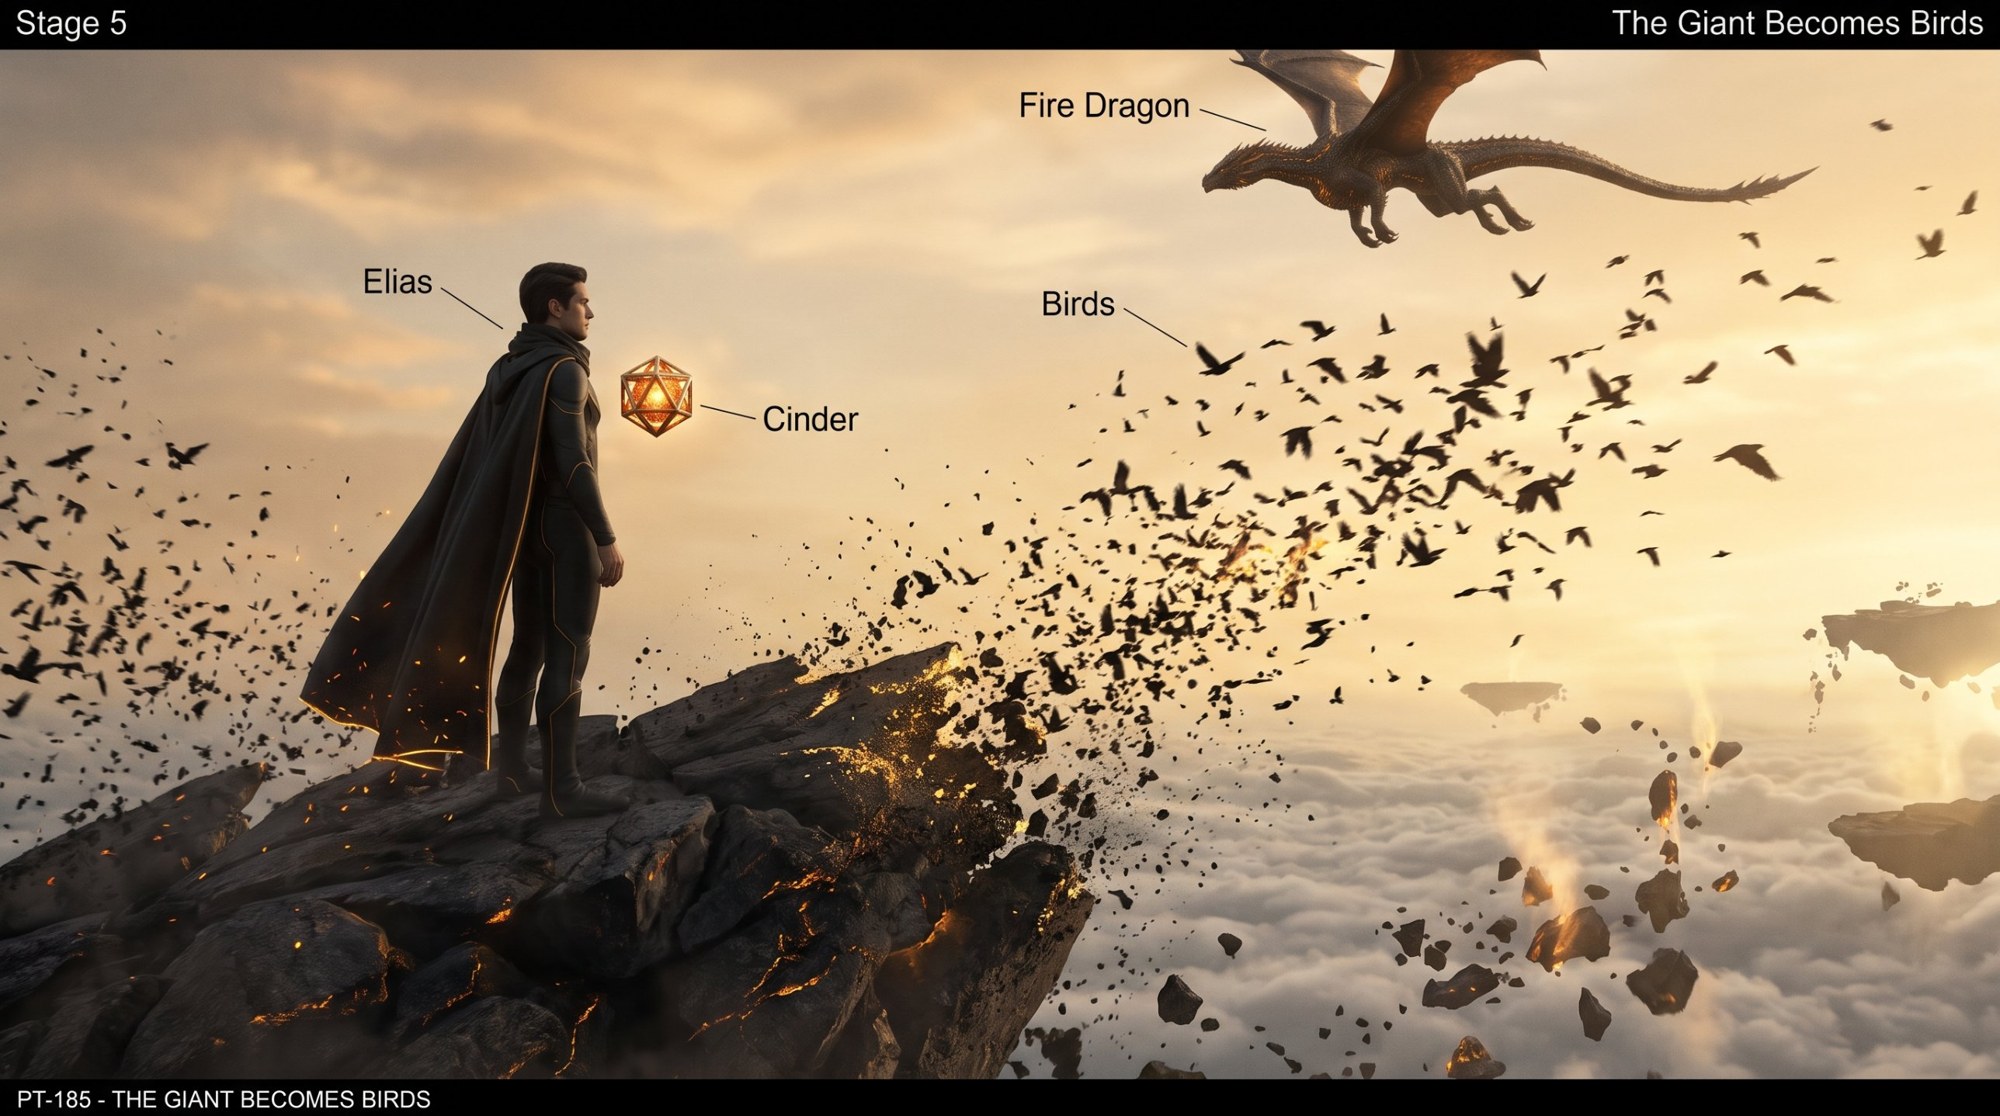 Stage 5
The Giant Becomes Birds
Fire Dragon
Elias
Birds
Cinder
PT-185 - THE GIANT BECOMES BIRDS